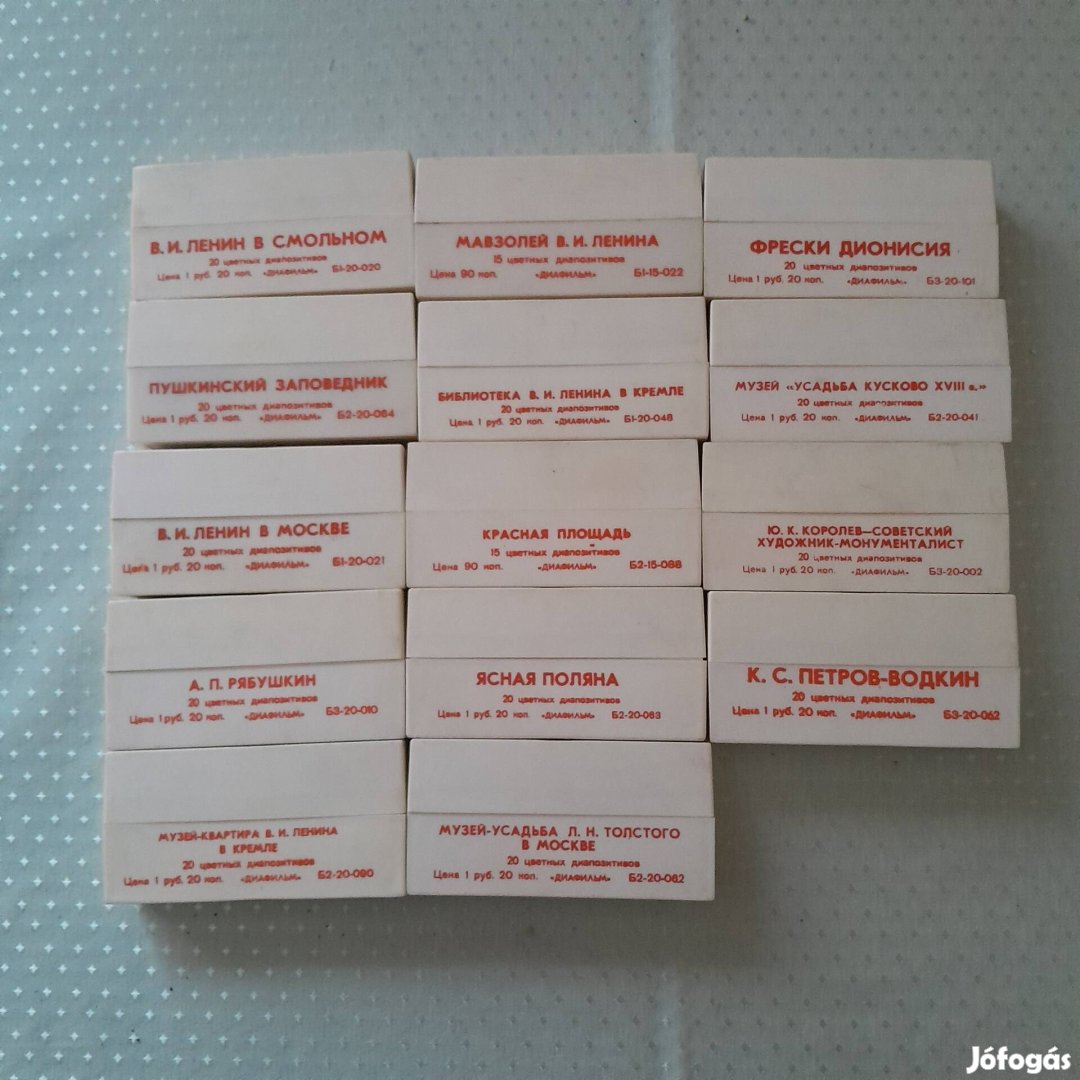 В. И. ЛЕНИН В СМОЛЬНОМ
20 цветных диапозитивов
Цена 1 руб. 20 коп. «ДИАФИЛЬМ» Б1-20-020
МАВЗОЛЕЙ В. И. ЛЕНИНА
15 цветных диапозитивов
Цена 90 коп. «ДИАФИЛЬМ» Б1-15-022
ФРЕСКИ ДИОНИСИЯ
20 цветных диапозитивов
Цена 1 руб. 20 коп. «ДИАФИЛЬМ» Б3-20-101
ПУШКИНСКИЙ ЗАПОВЕДНИК
20 цветных диапозитивов
Цена 1 руб. 20 коп. «ДИАФИЛЬМ» Б2-20-084
БИБЛИОТЕКА В. И. ЛЕНИНА В КРЕМЛЕ
20 цветных диапозитивов
Цена 1 руб. 20 коп. «ДИАФИЛЬМ» Б1-20-048
МУЗЕЙ «УСАДЬБА КУСКОВО XVIII в.»
20 цветных диапозитивов
Цена 1 руб. 20 коп. «ДИАФИЛЬМ» Б2-20-041
В. И. ЛЕНИН В МОСКВЕ
20 цветных диапозитивов
Цена 1 руб. 20 коп. «ДИАФИЛЬМ» Б1-20-021
КРАСНАЯ ПЛОЩАДЬ
15 цветных диапозитивов
Цена 90 коп. «ДИАФИЛЬМ» Б2-15-088
Ю. К. КОРОЛЕВ—СОВЕТСКИЙ
ХУДОЖНИК-МОНУМЕНТАЛИСТ
20 цветных диапозитивов
Цена 1 руб. 20 коп. «ДИАФИЛЬМ» Б3-20-002
А. П. РЯБУШКИН
20 цветных диапозитивов
Цена 1 руб. 20 коп. «ДИАФИЛЬМ» Б3-20-010
ЯСНАЯ ПОЛЯНА
20 цветных диапозитивов
Цена 1 руб. 20 коп. «ДИАФИЛЬМ» Б2-20-083
К. С. ПЕТРОВ-ВОДКИН
20 цветных диапозитивов
Цена 1 руб. 20 коп. «ДИАФИЛЬМ» Б3-20-062
МУЗЕЙ-КВАРТИРА В. И. ЛЕНИНА
В КРЕМЛЕ
20 цветных диапозитивов
Цена 1 руб. 20 коп. «ДИАФИЛЬМ» Б2-20-090
МУЗЕЙ-УСАДЬБА Л. Н. ТОЛСТОГО
В МОСКВЕ
20 цветных диапозитивов
Цена 1 руб. 20 коп. «ДИАФИЛЬМ» Б2-20-082
Jófogás